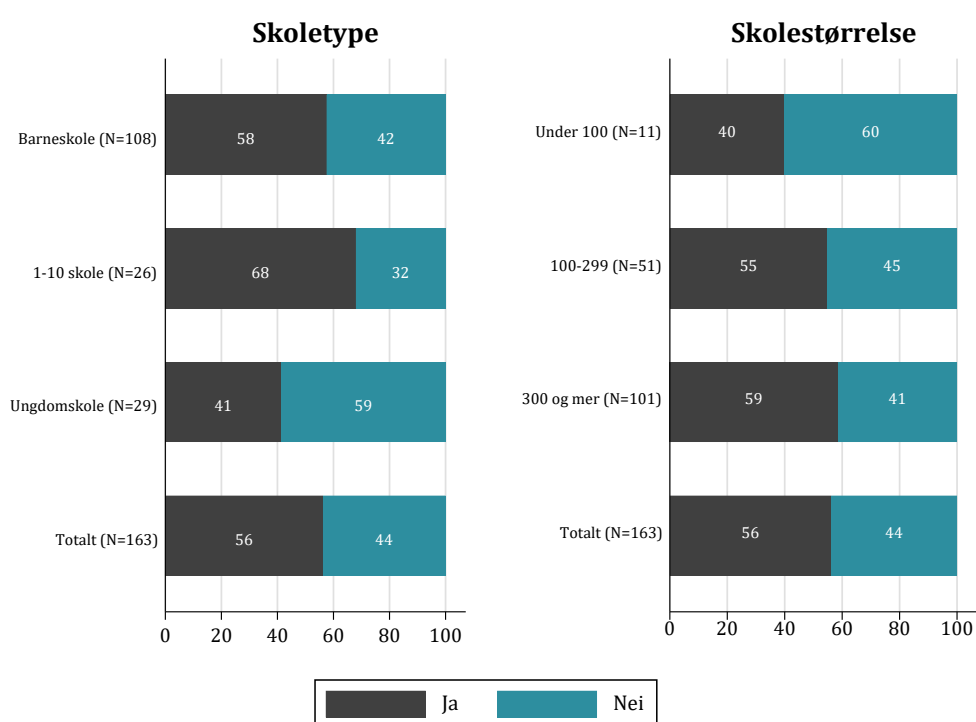 Skoletype
Barneskole (N=108)
58
42
1-10 skole (N=26)
68
32
Ungdomskole (N=29)
41
59
Totalt (N=163)
56
44
0 20 40 60 80 100
Skolestørrelse
Under 100 (N=11)
40
60
100-299 (N=51)
55
45
300 og mer (N=101)
59
41
Totalt (N=163)
56
44
0 20 40 60 80 100
Ja
Nei